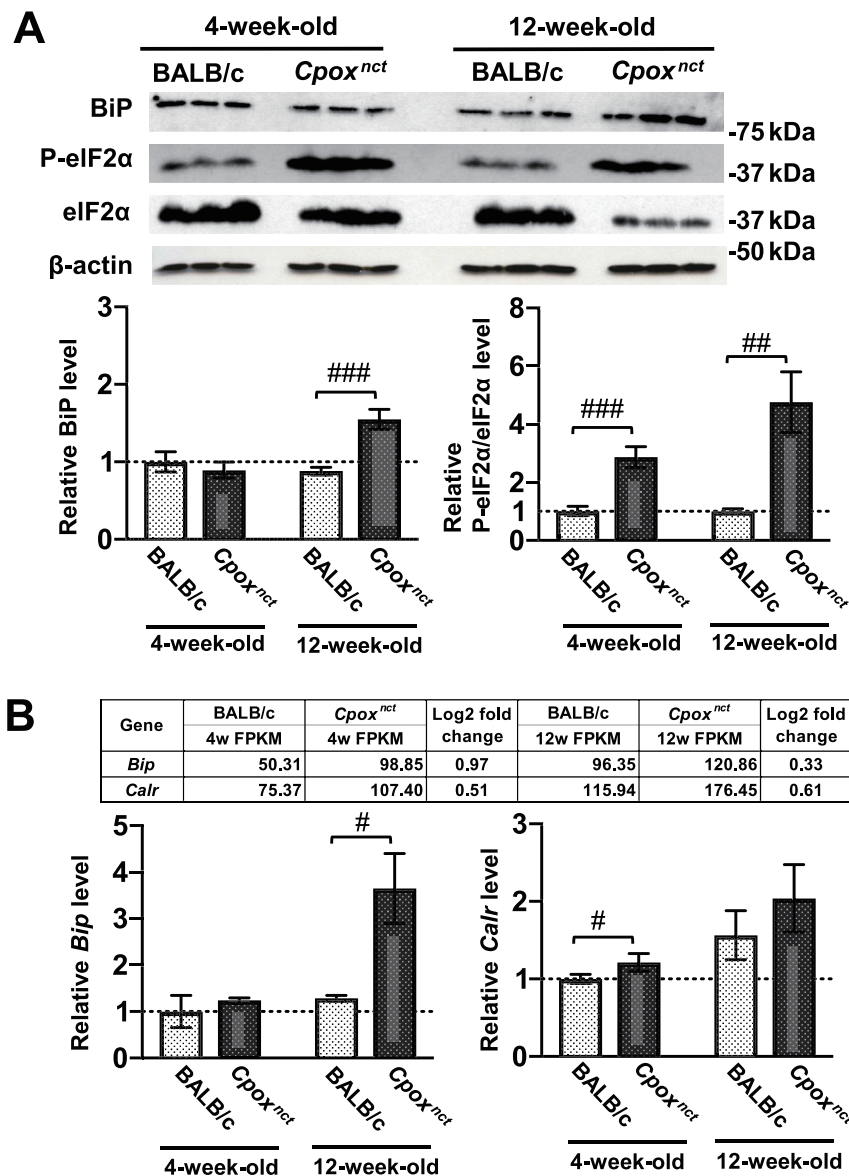 A
4-week-old 12-week-old
BALB/c Cpox nct BALB/c Cpox nct
BiP
-75 kDa
P-eIF2α
-37 kDa
eIF2α
-37 kDa
-50 kDa
β-actin
Relative BiP level
3
2
1
0
###
BALB/c Cpox nct BALB/c Cpox nct
4-week-old 12-week-old
Relative
P-eIF2α/eIF2α level
8
6
4
2
1
0
###
##
BALB/c Cpox nct BALB/c Cpox nct
4-week-old 12-week-old
B
Gene BALB/c Cpox nct Log2 fold change BALB/c Cpox nct Log2 fold change
4w FPKM 4w FPKM 12w FPKM 12w FPKM
Bip 50.31 98.85 0.97 96.35 120.86 0.33
Calr 75.37 107.40 0.51 115.94 176.45 0.61
Relative Bip level
5
4
3
2
1
0
#
BALB/c Cpox nct BALB/c Cpox nct
4-week-old 12-week-old
Relative Calr level
3
2
1
0
#
BALB/c Cpox nct BALB/c Cpox nct
4-week-old 12-week-old